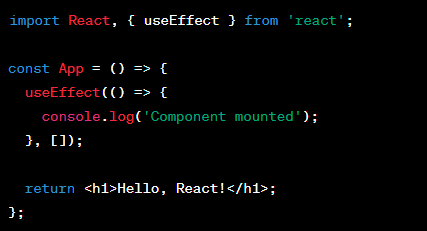 import React, { useEffect } from 'react';
const App = () => {
  useEffect(() => {
    console.log('Component mounted');
  }, []);
  return <h1>Hello, React!</h1>;
};